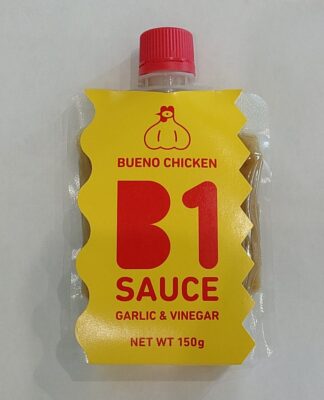 BUENO CHICKEN
B1
SAUCE
GARLIC & VINEGAR
NET WT 150g